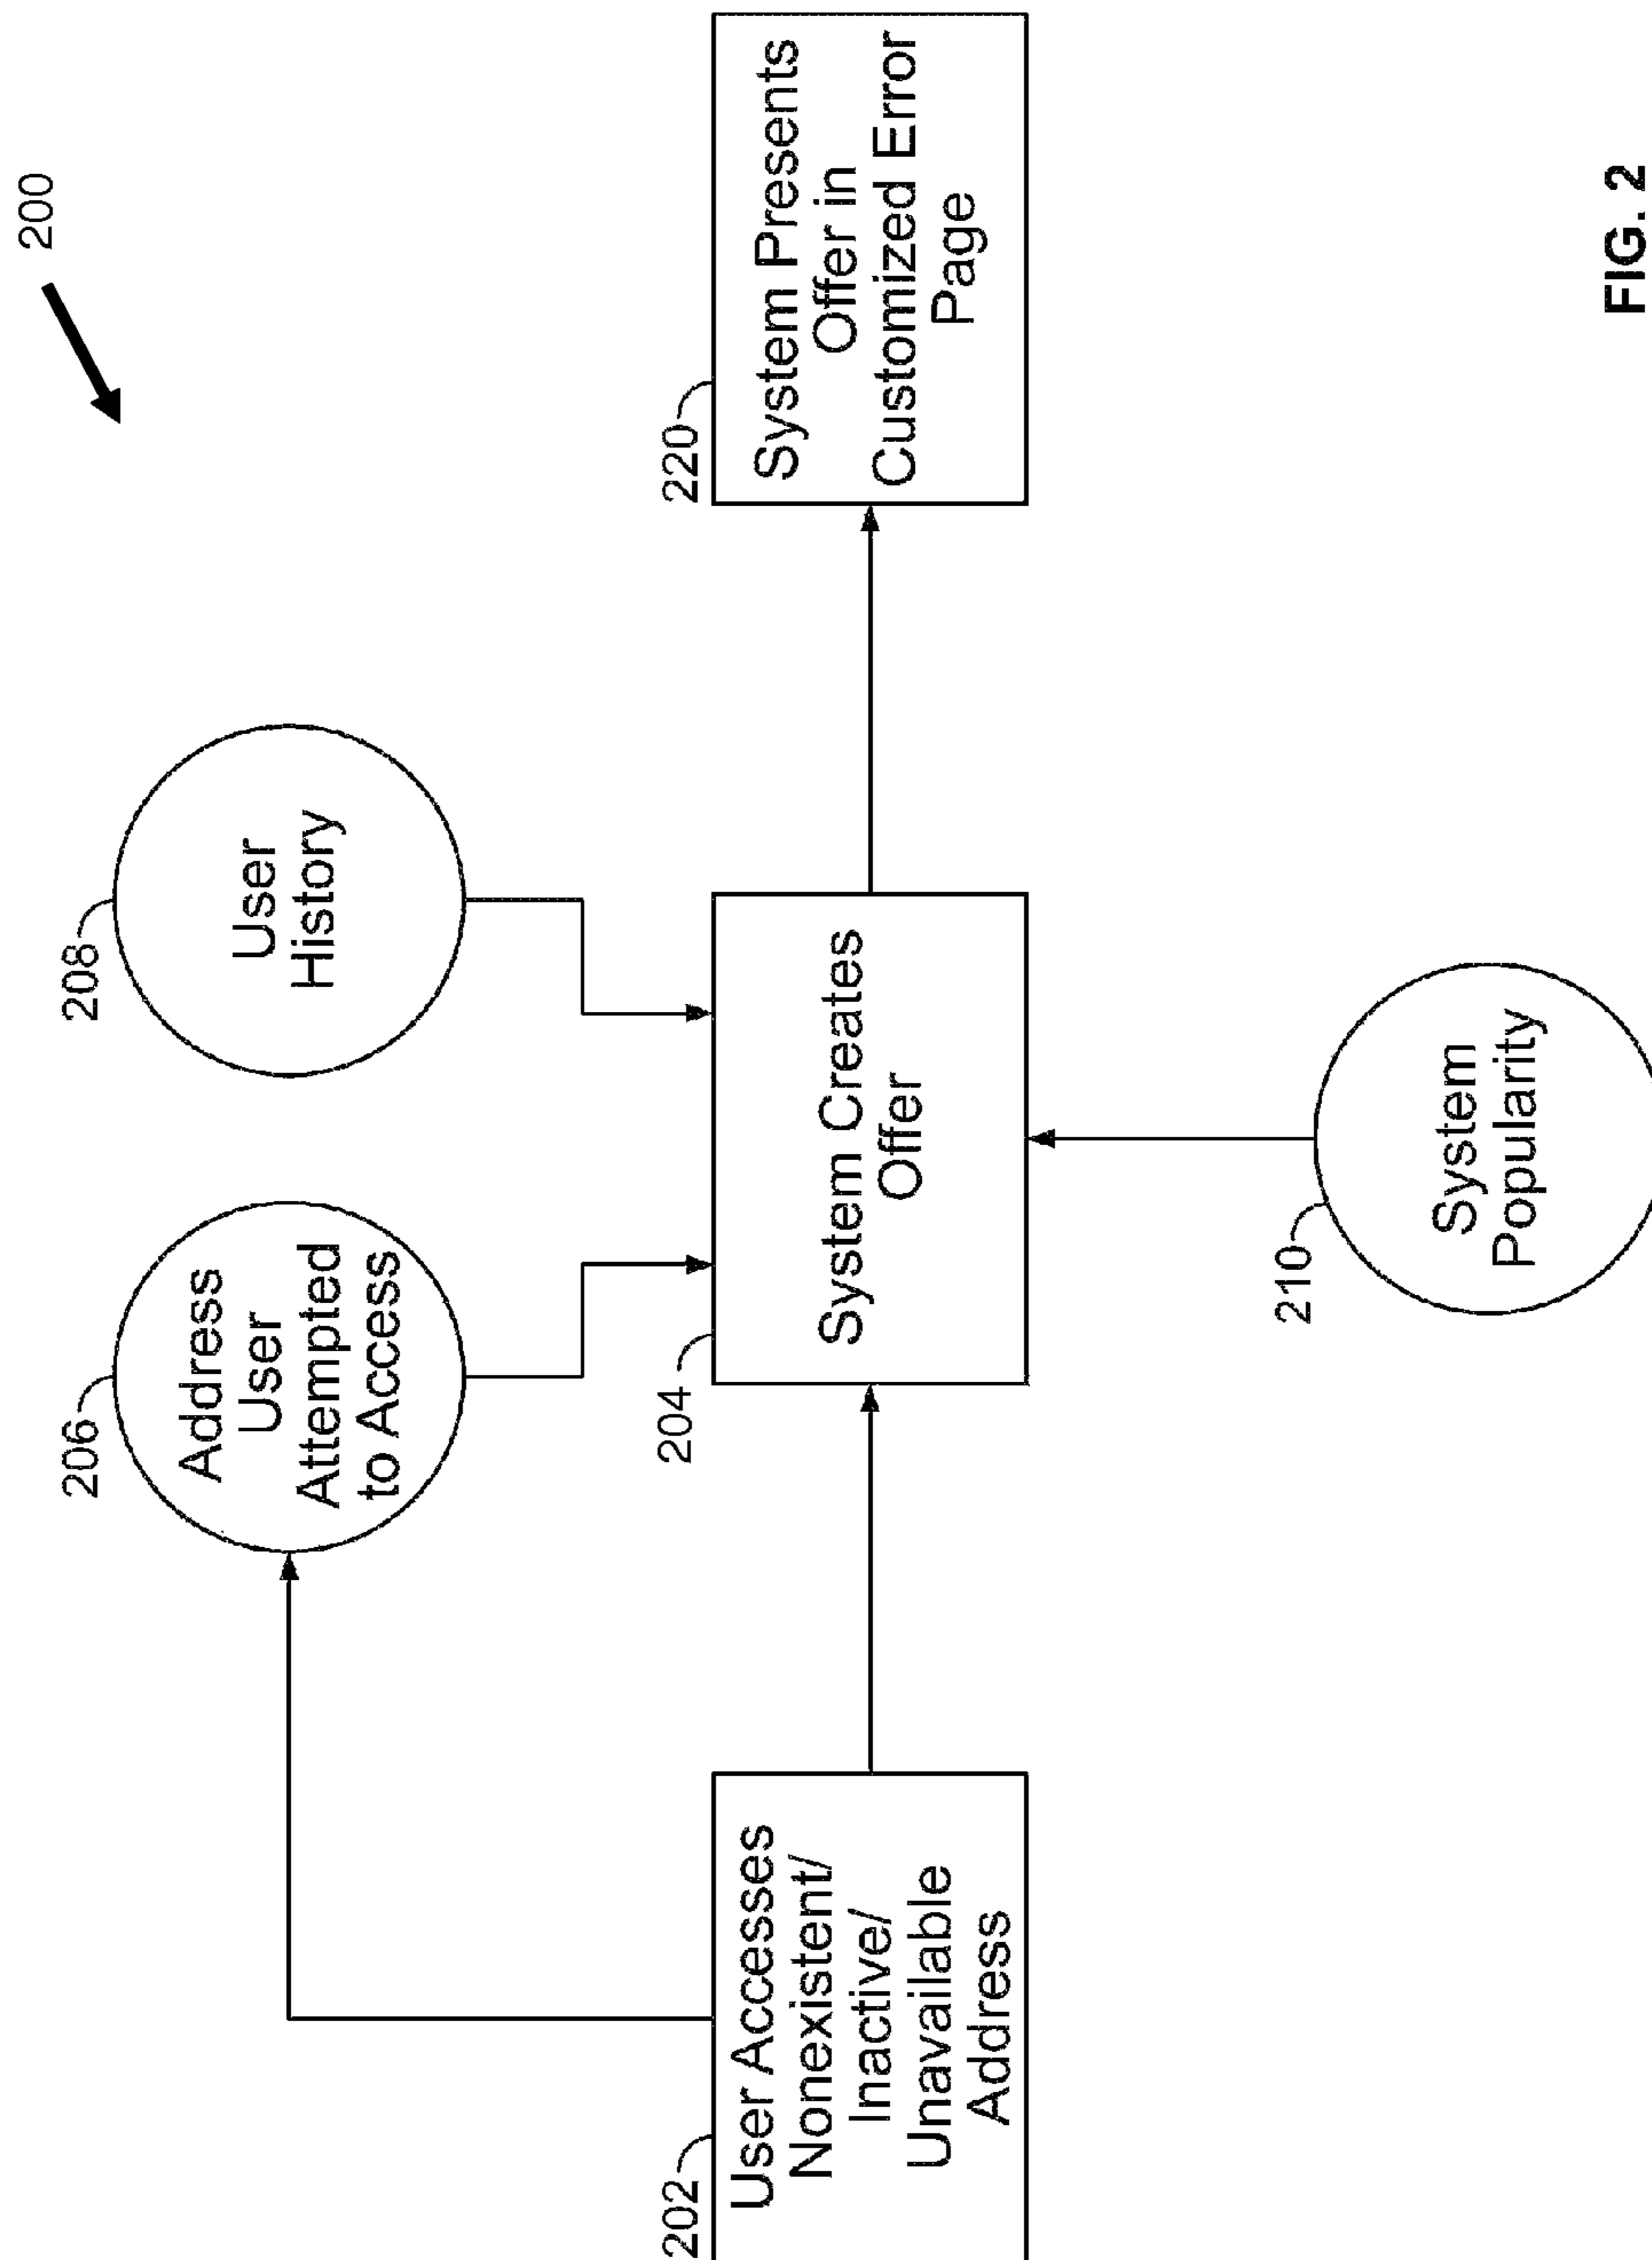 200
206
Address
User
Attempted
to Access
208
User
History
202
User Accesses
Nonexistent/
Inactive/
Unavailable
Address
204
System Creates
Offer
220
System Presents
Offer in
Customized Error
Page
210
System
Popularity
FIG. 2